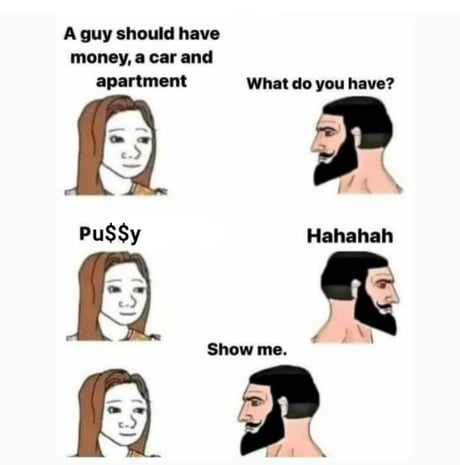 A guy should have
money, a car and
apartment
What do you have?
Pu$$y
Hahahah
Show me.